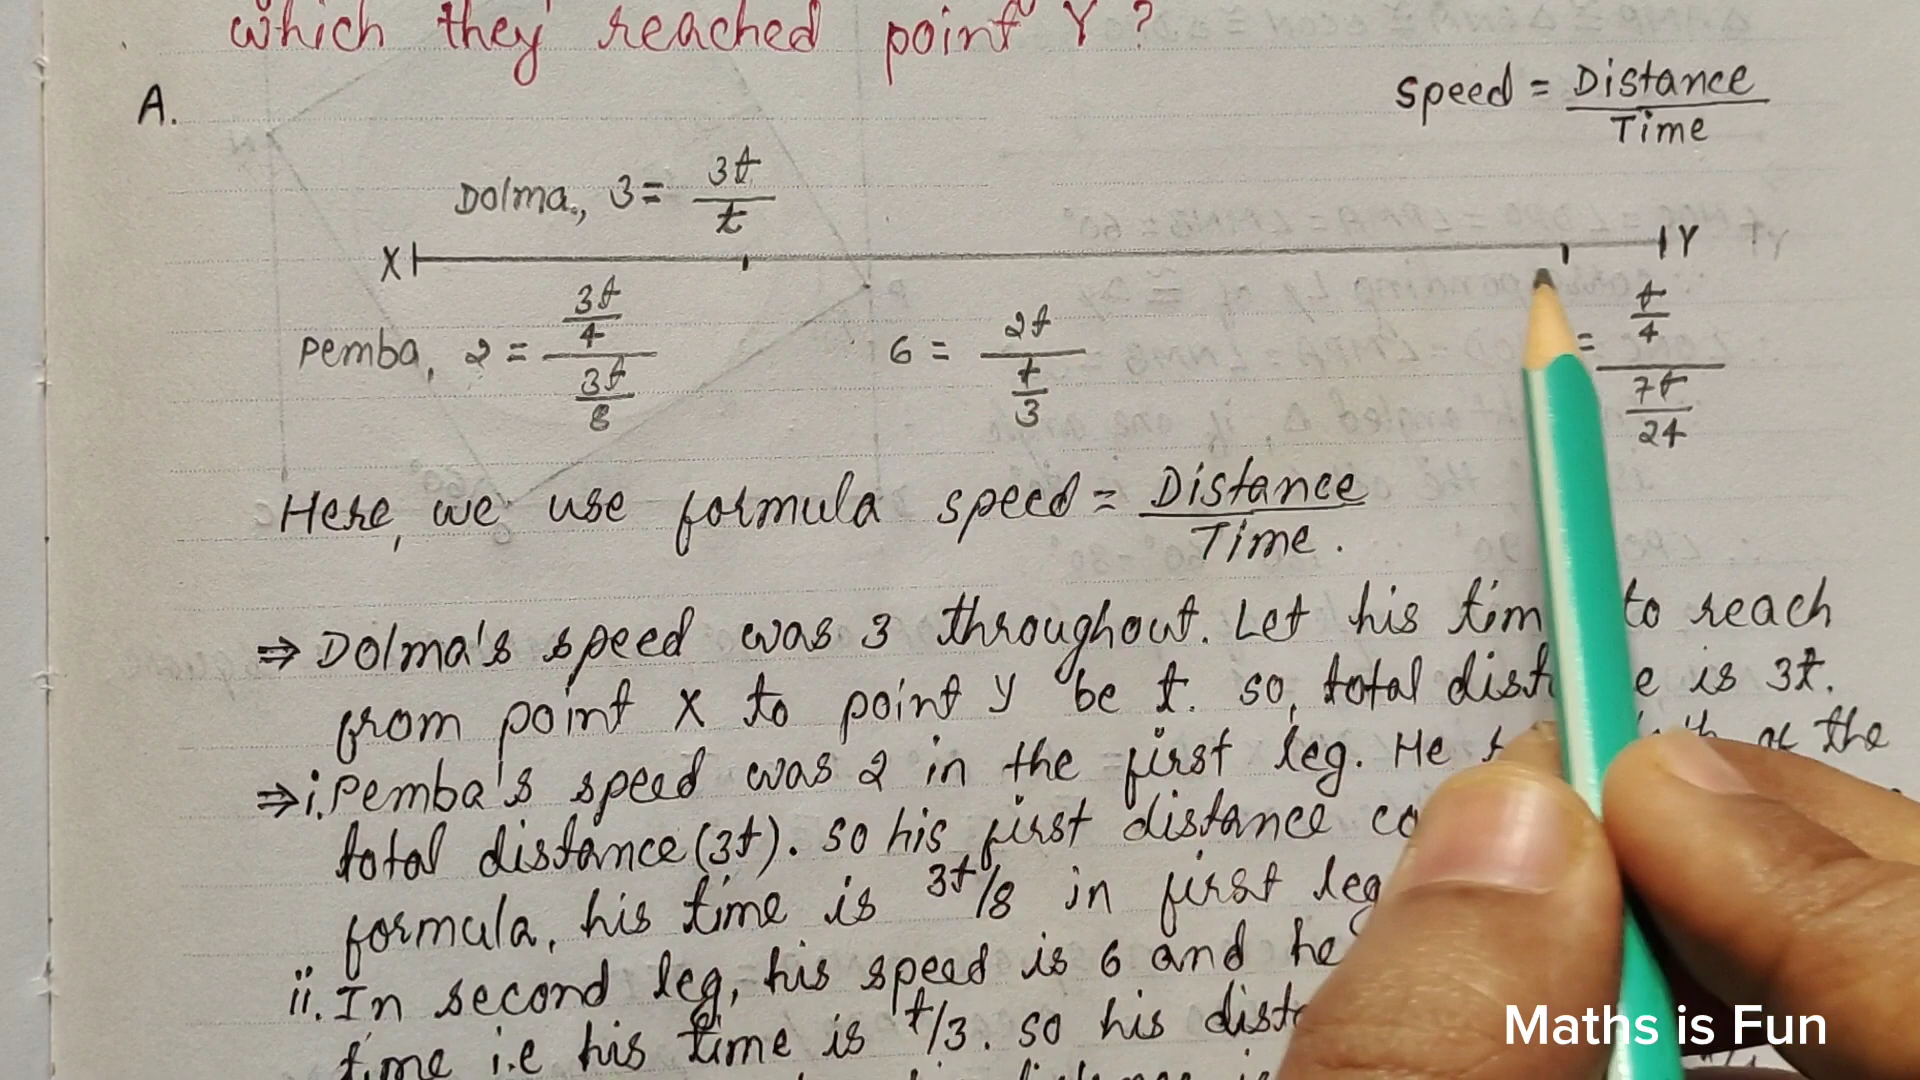 which they reached point Y ?
A.
Speed = Distance
Time
Dolma, 3 = 3t
t
X Y
Pemba, 2 = 3t/4
3t/8
6 = 2t
t/3
= t/4
7t/24
Here, we use formula speed = Distance
Time.
⇒ Dolma's speed was 3 throughout. Let his to reach
from point X to point Y be t. so, total is 3t.
⇒ i. Pemba's speed was 2 in the first leg. He of the
total distance (3t). so his first distance
formula, his time is 3t/8 in first leg
ii. In second leg, his speed is 6 and he
time i.e his time is t/3. so his
Maths is Fun